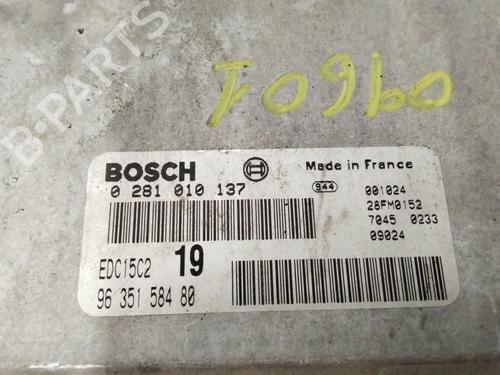 B-PARTS
09601
BOSCH
Made in France
0 281 010 137
944
001024
28FM0152
7045 0233
09024
EDC15C2
19
96 351 584 80